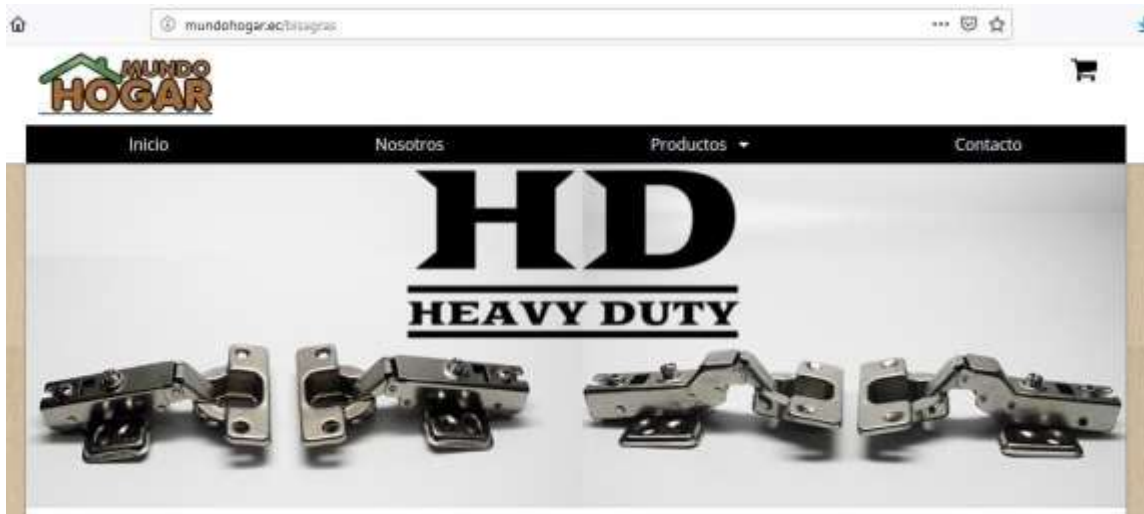 mundohogar.ec/bisagras
MUNDO
HOGAR
Inicio
Nosotros
Productos
Contacto
HD
HEAVY DUTY